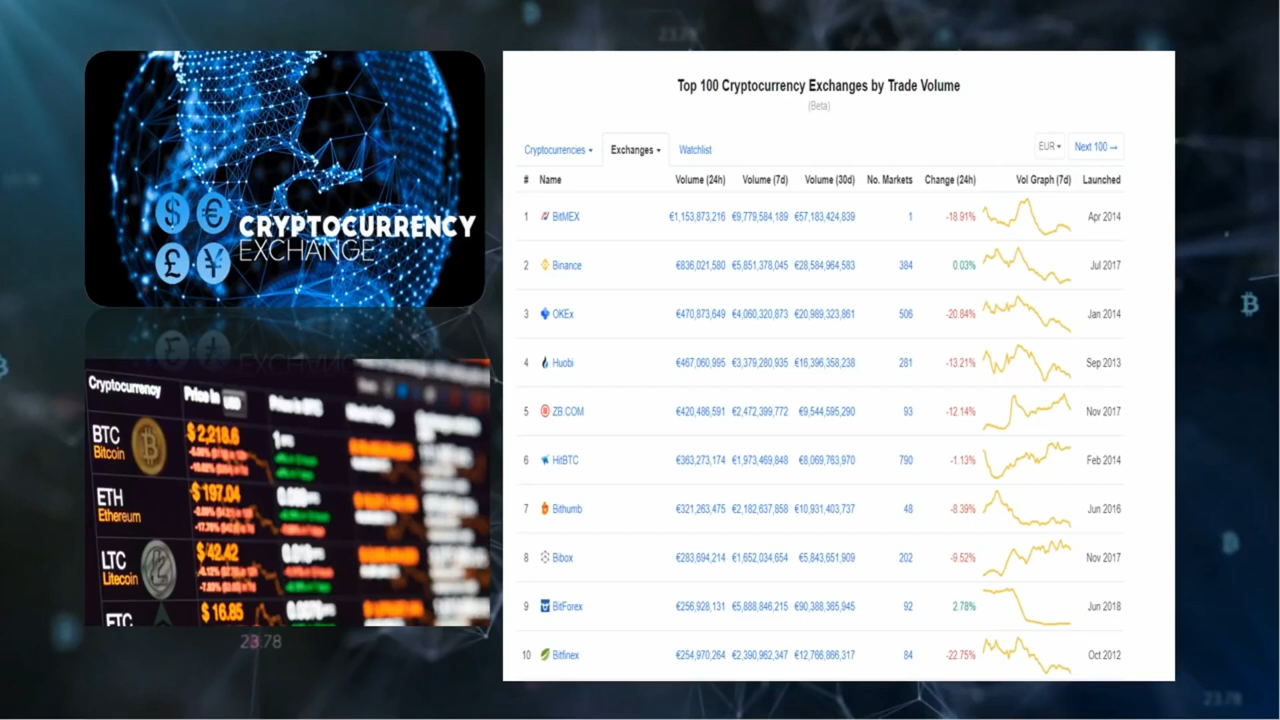 $ €
£ ¥
CRYPTOCURRENCY
EXCHANGE
Cryptocurrency Price in USD
BTC
Bitcoin
$ 2,218.6
ETH
Ethereum
$ 197.04
LTC
Litecoin
$ 42.42
ETC
$ 16.85
23.78
Top 100 Cryptocurrency Exchanges by Trade Volume
(Beta)
Cryptocurrencies Exchanges Watchlist EUR Next 100 →
# Name Volume (24h) Volume (7d) Volume (30d) No. Markets Change (24h) Vol Graph (7d) Launched
1 BitMEX €1,153,873,216 €9,779,584,189 €57,183,424,839 1 -18.91% Apr 2014
2 Binance €836,021,580 €5,851,378,045 €28,584,964,583 384 0.03% Jul 2017
3 OKEx €470,873,649 €4,060,320,873 €20,989,323,861 506 -20.84% Jan 2014
4 Huobi €467,060,995 €3,379,280,935 €16,396,358,238 281 -13.21% Sep 2013
5 ZB.COM €420,486,591 €2,472,399,772 €9,544,595,290 93 -12.14% Nov 2017
6 HitBTC €363,273,174 €1,973,469,848 €8,069,763,970 790 -1.13% Feb 2014
7 Bithumb €321,263,475 €2,182,637,858 €10,931,403,737 48 -8.39% Jun 2016
8 Bibox €283,694,214 €1,652,034,654 €5,843,651,909 202 -9.52% Nov 2017
9 BitForex €256,928,131 €5,888,846,215 €90,388,365,945 92 2.78% Jun 2018
10 Bitfinex €254,970,264 €2,390,962,347 €12,766,866,317 84 -22.75% Oct 2012
23.78